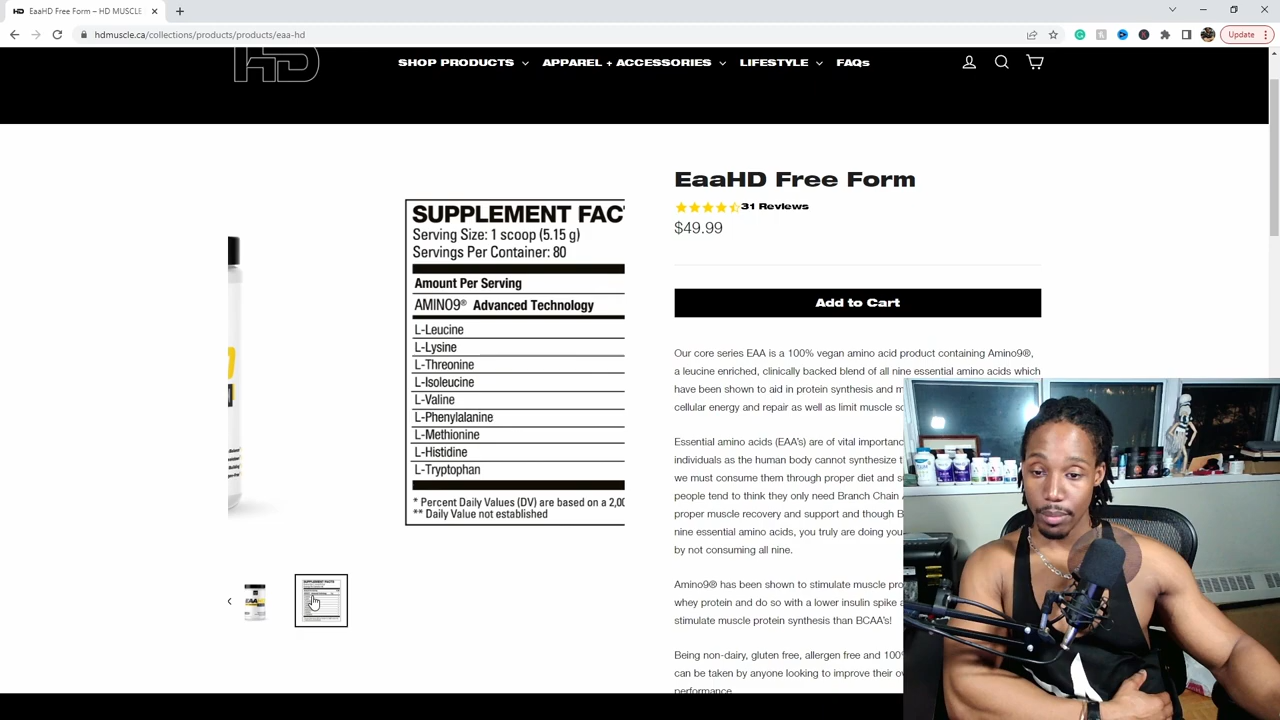 HD EaaHD Free Form – HD MUSCLE
hdmuscle.ca/collections/products/products/eaa-hd
Update
HD
SHOP PRODUCTS
APPAREL + ACCESSORIES
LIFESTYLE
FAQs
SUPPLEMENT FAC
Serving Size: 1 scoop (5.15 g)
Servings Per Container: 80
Amount Per Serving
AMINO9® Advanced Technology
L-Leucine
L-Lysine
L-Threonine
L-Isoleucine
L-Valine
L-Phenylalanine
L-Methionine
L-Histidine
L-Tryptophan
* Percent Daily Values (DV) are based on a 2,00
** Daily Value not established
EaaHD Free Form
31 Reviews
$49.99
Add to Cart
Our core series EAA is a 100% vegan amino acid product containing Amino9®,
a leucine enriched, clinically backed blend of all nine essential amino acids which
have been shown to aid in protein synthesis and m
cellular energy and repair as well as limit muscle so
Essential amino acids (EAA's) are of vital importanc
individuals as the human body cannot synthesize t
we must consume them through proper diet and s
people tend to think they only need Branch Chain
proper muscle recovery and support and though B
nine essential amino acids, you truly are doing you
by not consuming all nine.
Amino9® has been shown to stimulate muscle pro
whey protein and do so with a lower insulin spike a
stimulate muscle protein synthesis than BCAA's!
Being non-dairy, gluten free, allergen free and 100
can be taken by anyone looking to improve their ov
performance.